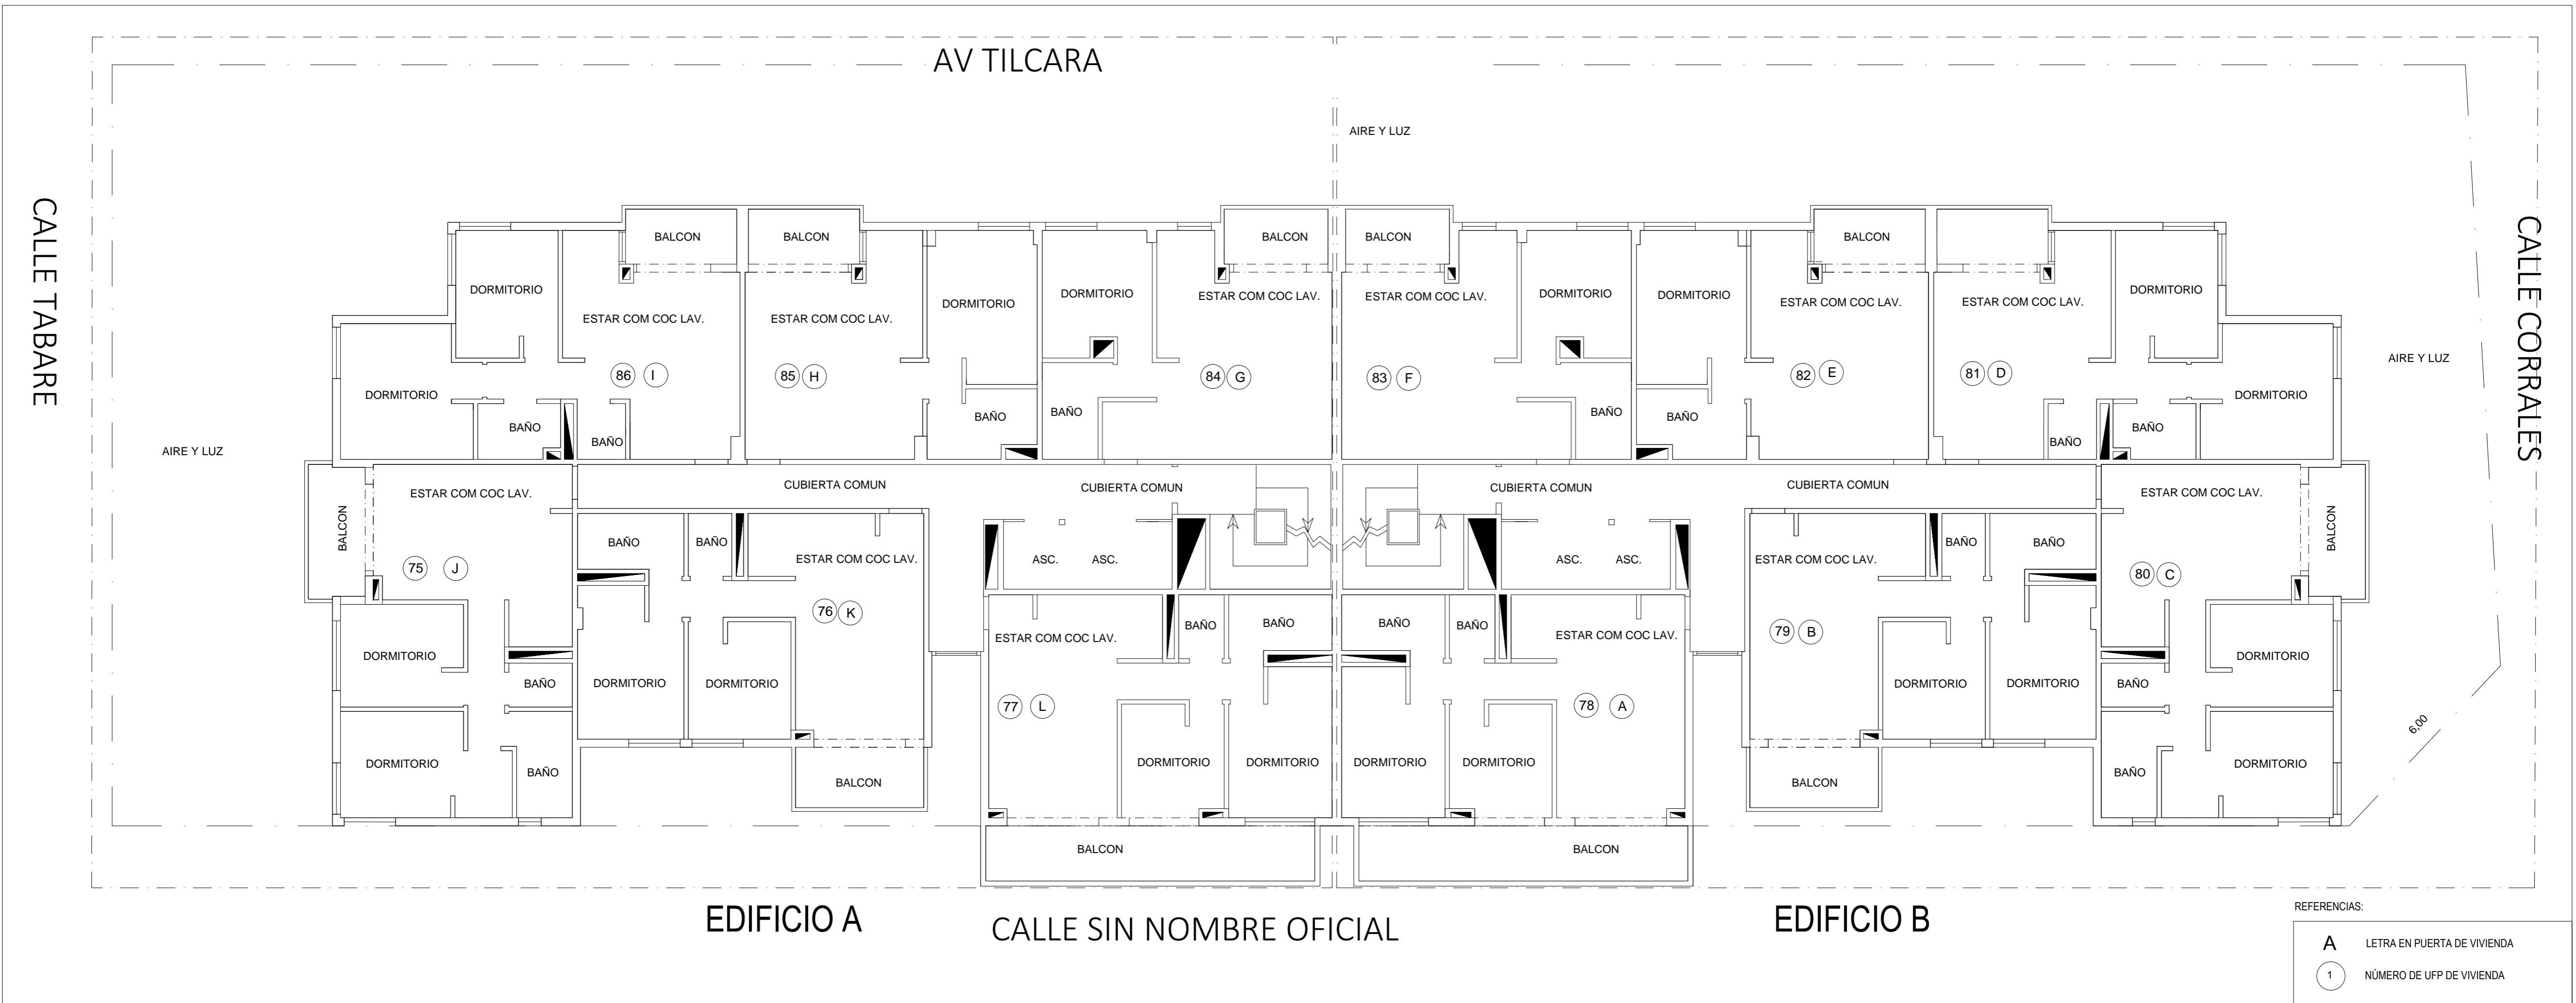 AV TILCARA
AIRE Y LUZ
CALLE TABARE
CALLE CORRALES
BALCON
BALCON
BALCON
BALCON
BALCON
DORMITORIO
ESTAR COM COC LAV.
ESTAR COM COC LAV.
DORMITORIO
DORMITORIO
ESTAR COM COC LAV.
ESTAR COM COC LAV.
DORMITORIO
DORMITORIO
ESTAR COM COC LAV.
ESTAR COM COC LAV.
DORMITORIO
AIRE Y LUZ
86 I
85 H
84 G
83 F
82 E
81 D
DORMITORIO
DORMITORIO
BAÑO
BAÑO
BAÑO
BAÑO
BAÑO
BAÑO
BAÑO
BAÑO
AIRE Y LUZ
ESTAR COM COC LAV.
CUBIERTA COMUN
CUBIERTA COMUN
CUBIERTA COMUN
CUBIERTA COMUN
ESTAR COM COC LAV.
BALCON
BALCON
BAÑO
BAÑO
ESTAR COM COC LAV.
ASC.
ASC.
ASC.
ASC.
ESTAR COM COC LAV.
BAÑO
BAÑO
75 J
80 C
76 K
79 B
ESTAR COM COC LAV.
BAÑO
BAÑO
BAÑO
BAÑO
ESTAR COM COC LAV.
DORMITORIO
BAÑO
DORMITORIO
DORMITORIO
DORMITORIO
DORMITORIO
BAÑO
DORMITORIO
77 L
78 A
6,00
DORMITORIO
BAÑO
BALCON
DORMITORIO
DORMITORIO
DORMITORIO
DORMITORIO
BALCON
BAÑO
DORMITORIO
BALCON
BALCON
EDIFICIO A
CALLE SIN NOMBRE OFICIAL
EDIFICIO B
REFERENCIAS:
A LETRA EN PUERTA DE VIVIENDA
1 NÚMERO DE UFP DE VIVIENDA